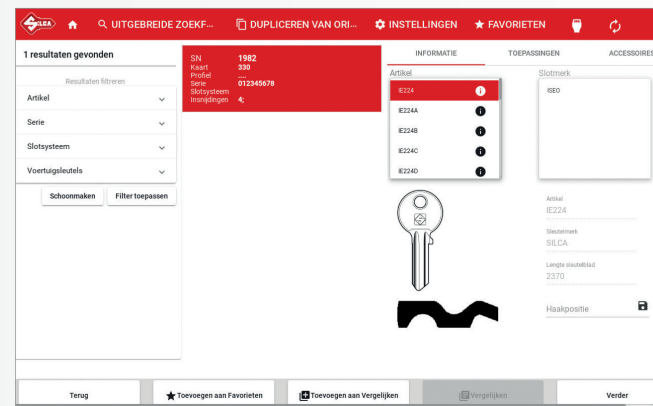 SILCA
UITGEBREIDE ZOEKF...
DUPLICEREN VAN ORI...
INSTELLINGEN
FAVORIETEN
1 resultaten gevonden
Resultaten filtreren
Artikel
Serie
Slotsysteem
Voertuigsleutels
Schoonmaken
Filter toepassen
SN 1982
Kaart 330
Profiel ....
Serie 012345678
Slotsysteem
Insnijdingen 4;
INFORMATIE
TOEPASSINGEN
ACCESSOIRES
Artikel
IE224
IE224A
IE224B
IE224C
IE224D
Slotmerk
ISEO
Artikel
IE224
Sleutelmerk
SILCA
Lengte sleutelblad
2370
Haakpositie
Terug
Toevoegen aan Favorieten
Toevoegen aan Vergelijken
Vergelijken
Verder